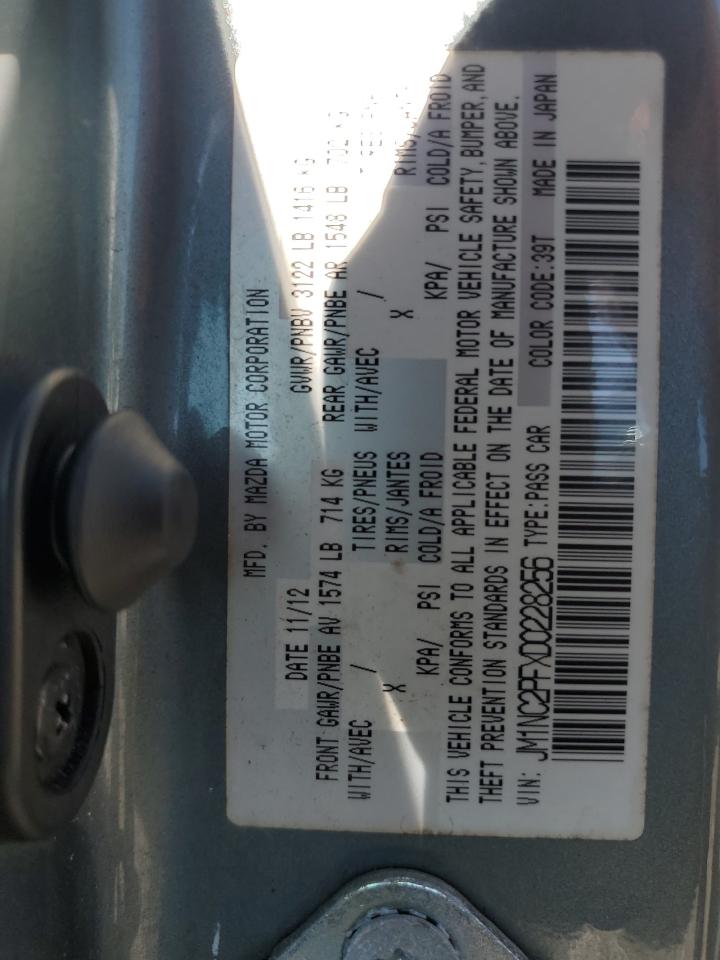 MFD. BY MAZDA MOTOR CORPORATION
DATE 11/12 GVWR/PNBV 3122 LB 1416 KG
FRONT GAWR/PNBE AV 1574 LB 714 KG REAR GAWR/PNBE AR 1548 LB 702 KG
WITH/AVEC / TIRES/PNEUS WITH/AVEC /
X RIMS/JANTES X
KPA/ PSI COLD/A FROID KPA/ PSI COLD/A FROID
THIS VEHICLE CONFORMS TO ALL APPLICABLE FEDERAL MOTOR VEHICLE SAFETY,BUMPER,AND
THEFT PREVENTION STANDARDS IN EFFECT ON THE DATE OF MANUFACTURE SHOWN ABOVE.
VIN: JM1NC2PFXD0228256 TYPE:PASS CAR COLOR CODE:39T MADE IN JAPAN